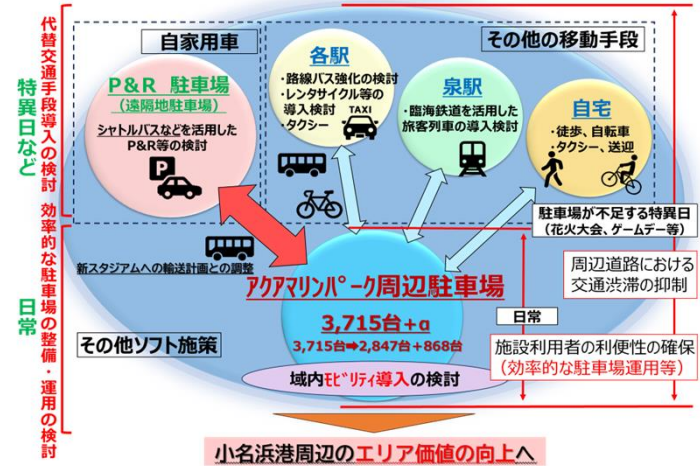 代替交通手段導入の検討
特異日など
効率的な駐車場の整備・運用の検討
日常
自家用車
その他の移動手段
P&R 駐車場
（遠隔地駐車場）
シャトルバスなどを活用した
P&R等の検討
P
各駅
・路線バス強化の検討
・レンタサイクル等の
導入検討
・タクシー
TAXI
泉駅
・臨海鉄道を活用した
旅客列車の導入検討
自宅
・徒歩、自転車
・タクシー、送迎
駐車場が不足する特異日
（花火大会、ゲームデー等）
新スタジアムへの輸送計画との調整
アクアマリンパーク周辺駐車場
3,715台+α
3,715台➡2,847台+868台
域内モビリティ導入の検討
その他ソフト施策
日常
周辺道路における
交通渋滞の抑制
施設利用者の利便性の確保
（効率的な駐車場運用等）
小名浜港周辺のエリア価値の向上へ